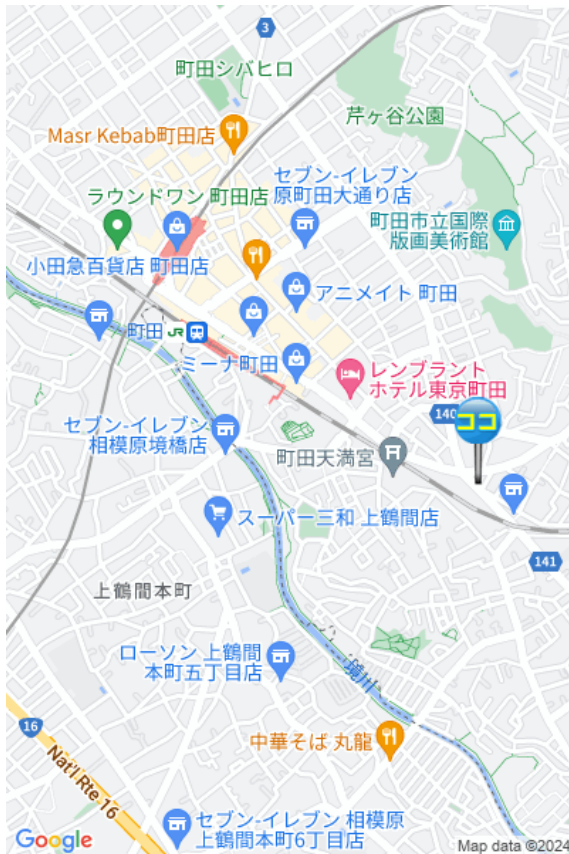 3
町田シバヒロ
芹ヶ谷公園
Masr Kebab町田店
セブン-イレブン
原町田大通り店
ラウンドワン 町田店
町田市立国際
版画美術館
小田急百貨店 町田店
アニメイト 町田
町田
JR
ミーナ町田
レンブラント
ホテル東京町田
140
ココ
セブン-イレブン
相模原境橋店
町田天満宮
スーパー三和 上鶴間店
141
上鶴間本町
ローソン 上鶴間
本町五丁目店
境川
16
中華そば 丸龍
Nat'l Rte 16
セブン-イレブン 相模原
上鶴間本町6丁目店
Google
Map data ©2024